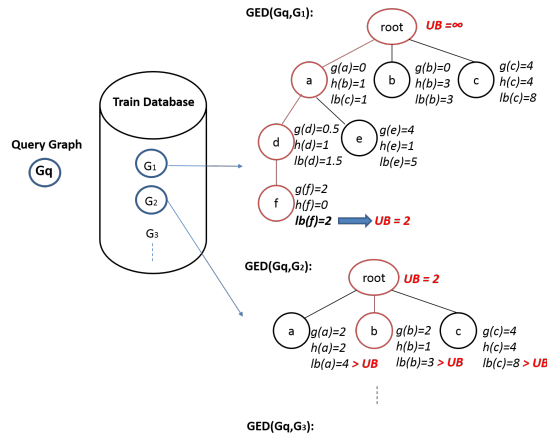 GED(Gq,G1):
root
UB =∞
a
g(a)=0
h(b)=1
lb(c)=1
b
g(b)=0
h(b)=3
lb(b)=3
c
g(c)=4
h(c)=4
lb(c)=8
Train Database
Query Graph
Gq
G1
G2
G3
d
g(d)=0.5
h(d)=1
lb(d)=1.5
e
g(e)=4
h(e)=1
lb(e)=5
f
g(f)=2
h(f)=0
lb(f)=2
UB = 2
GED(Gq,G2):
root
UB = 2
a
g(a)=2
h(a)=2
lb(a)=4 > UB
b
g(b)=2
h(b)=1
lb(b)=3 > UB
c
g(c)=4
h(c)=4
lb(c)=8 > UB
GED(Gq,G3):